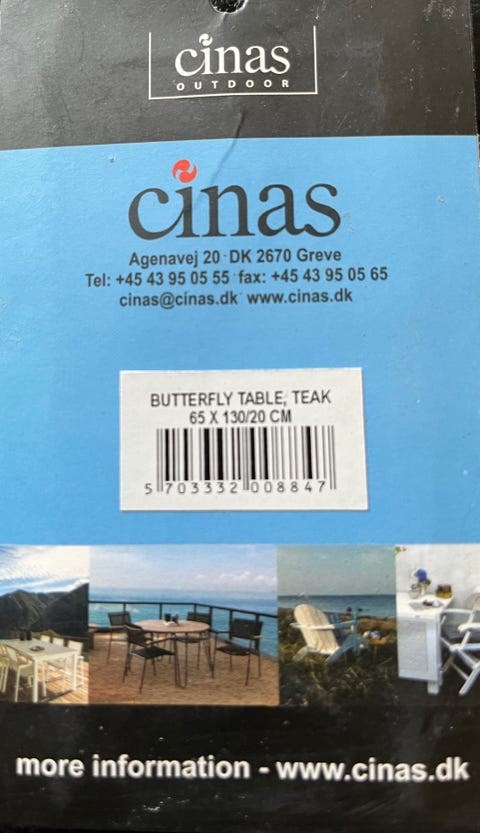 cinas
OUTDOOR
cinas
Agenavej 20 · DK 2670 Greve
Tel: +45 43 95 05 55 · fax: +45 43 95 05 65
cinas@cinas.dk · www.cinas.dk
BUTTERFLY TABLE, TEAK
65 X 130/20 CM
5 703332 008847
more information - www.cinas.dk